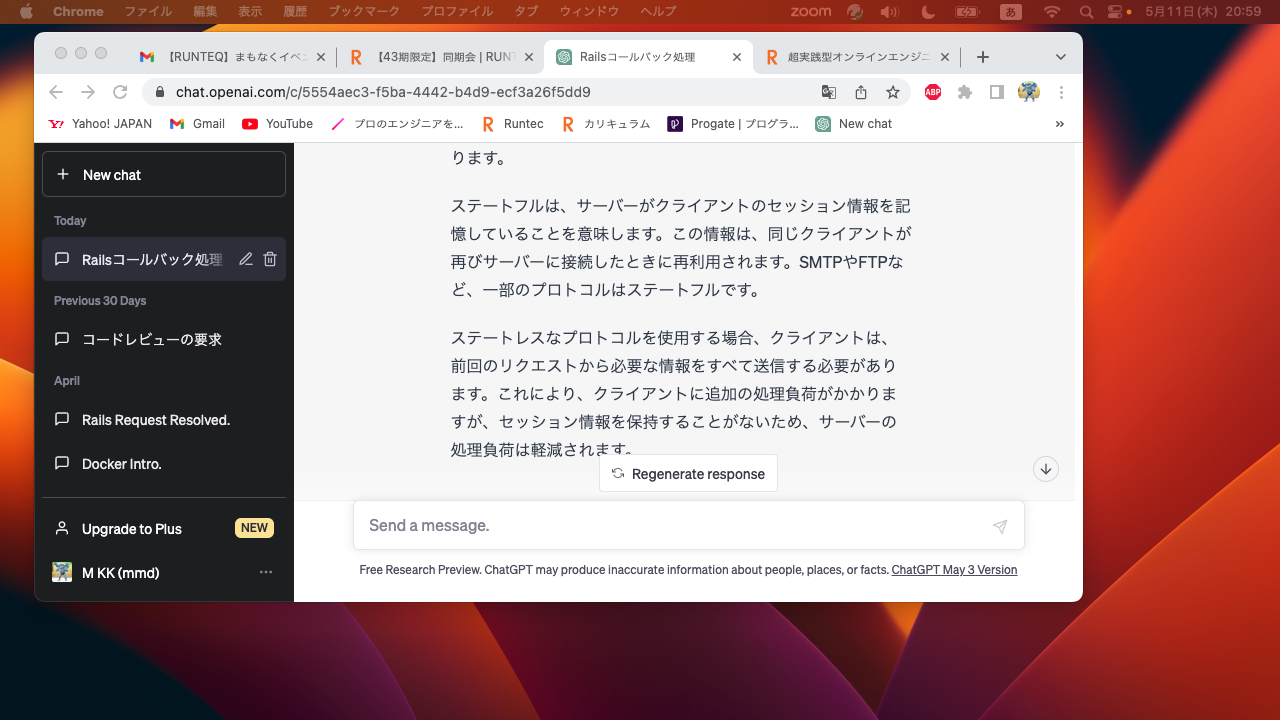 Chrome ファイル 編集 表示 履歴 ブックマーク プロファイル タブ ウィンドウ ヘルプ zoom あ 5月11日(木) 20:59
【RUNTEQ】まもなくイベン 【43期限定】同期会 | RUNT Railsコールバック処理 超実践型オンラインエンジニ
chat.openai.com/c/5554aec3-f5ba-4442-b4d9-ecf3a26f5dd9 ABP
Y! Yahoo! JAPAN Gmail YouTube プロのエンジニアを... Runtec カリキュラム Progate | プログラ... New chat »
New chat
Today
Railsコールバック処理
Previous 30 Days
コードレビューの要求
April
Rails Request Resolved.
Docker Intro.
Upgrade to Plus NEW
M KK (mmd)
ります。
ステートフルは、サーバーがクライアントのセッション情報を記
憶していることを意味します。この情報は、同じクライアントが
再びサーバーに接続したときに再利用されます。SMTPやFTPな
ど、一部のプロトコルはステートフルです。
ステートレスなプロトコルを使用する場合、クライアントは、
前回のリクエストから必要な情報をすべて送信する必要があり
ます。これにより、クライアントに追加の処理負荷がかかりま
すが、セッション情報を保持することがないため、サーバーの
処理負荷は軽減されます。
Regenerate response
Send a message.
Free Research Preview. ChatGPT may produce inaccurate information about people, places, or facts. ChatGPT May 3 Version